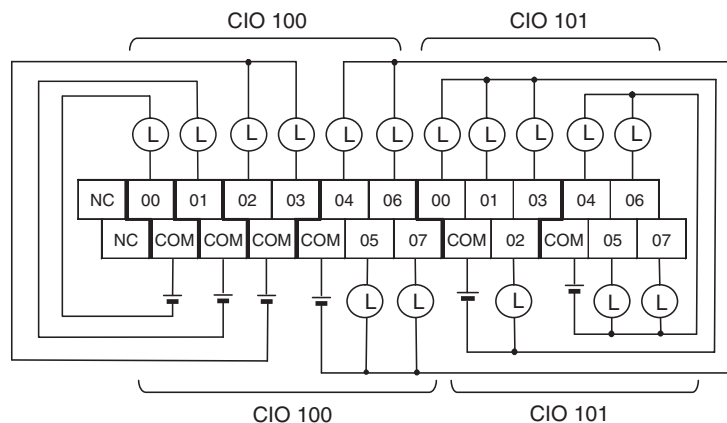 CIO 100 CIO 101
L L L L L L L L L L L
NC 00 01 02 03 04 06 00 01 03 04 06
NC COM COM COM COM 05 07 COM 02 COM 05 07
L L L L L
CIO 100 CIO 101